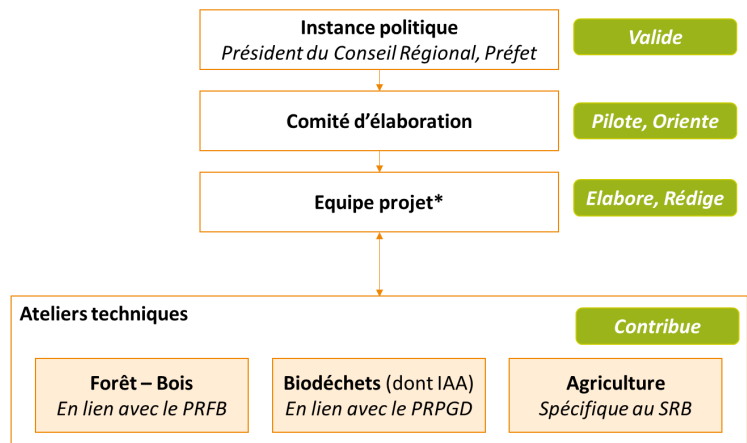 Instance politique
Président du Conseil Régional, Préfet
Valide
Comité d'élaboration
Pilote, Oriente
Equipe projet*
Elabore, Rédige
Ateliers techniques
Contribue
Forêt – Bois
En lien avec le PRFB
Biodéchets (dont IAA)
En lien avec le PRPGD
Agriculture
Spécifique au SRB